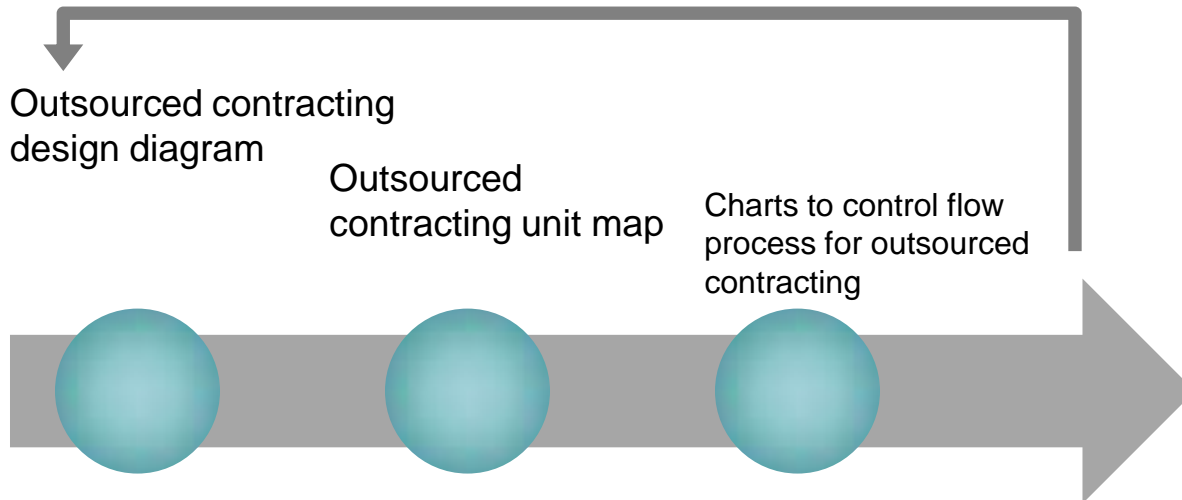 Outsourced contracting
design diagram
Outsourced
contracting unit map
Charts to control flow
process for outsourced
contracting